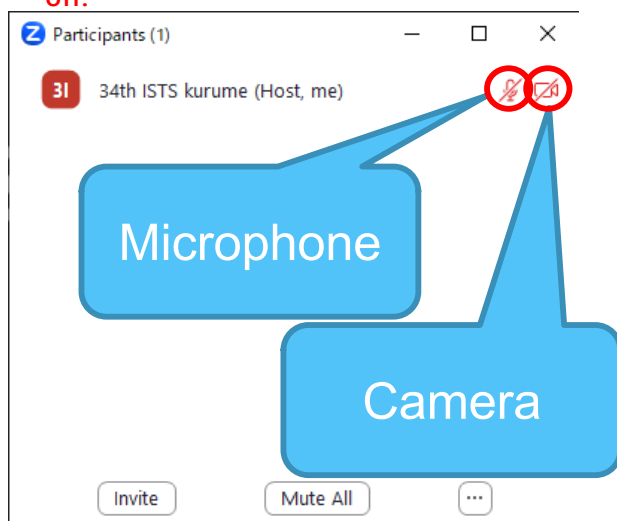 Participants (1)
3I 34th ISTS kurume (Host, me)
Microphone
Camera
Invite Mute All ...